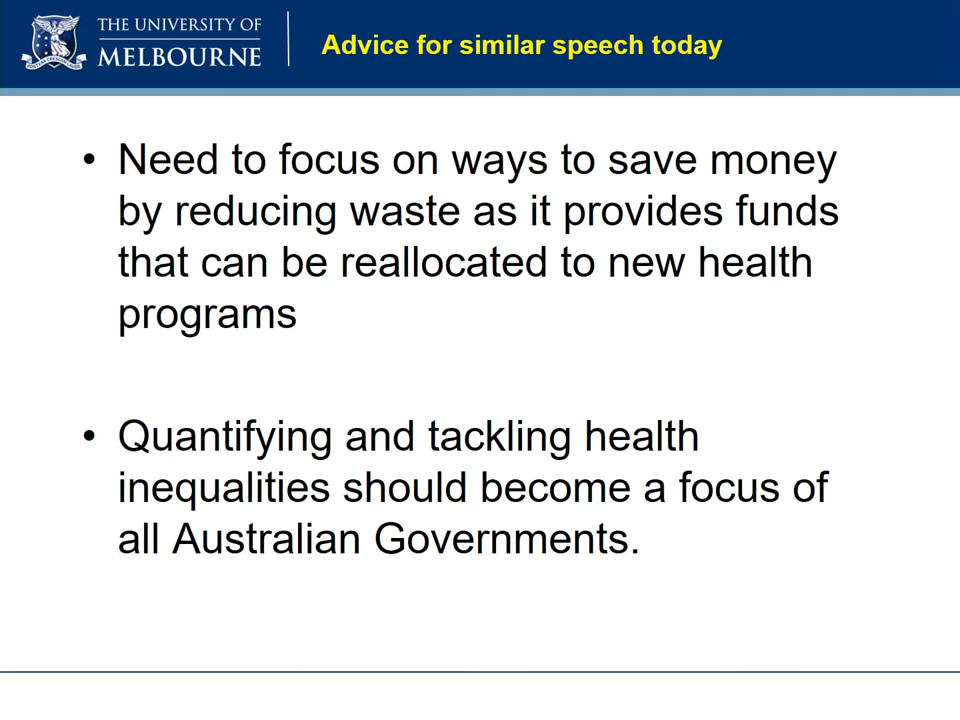 THE UNIVERSITY OF
MELBOURNE
Advice for similar speech today
• Need to focus on ways to save money
by reducing waste as it provides funds
that can be reallocated to new health
programs
• Quantifying and tackling health
inequalities should become a focus of
all Australian Governments.